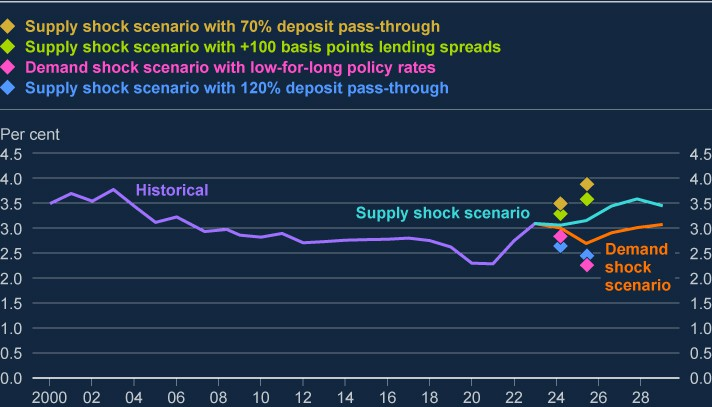 Supply shock scenario with 70% deposit pass-through
Supply shock scenario with +100 basis points lending spreads
Demand shock scenario with low-for-long policy rates
Supply shock scenario with 120% deposit pass-through
Per cent
4.5 4.5
4.0 4.0
Historical
3.5 3.5
Supply shock scenario
3.0 3.0
Demand
2.5 2.5
shock
scenario
2.0 2.0
1.5 1.5
1.0 1.0
0.5 0.5
0.0 0.0
2000 02 04 06 08 10 12 14 16 18 20 22 24 26 28